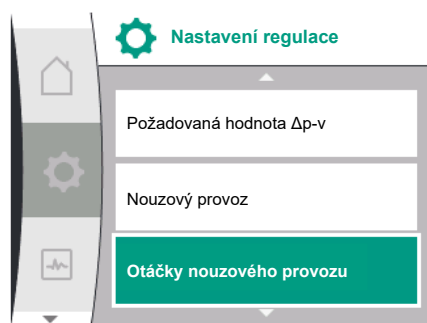 Nastavení regulace
Požadovaná hodnota Δp-v
Nouzový provoz
Otáčky nouzového provozu